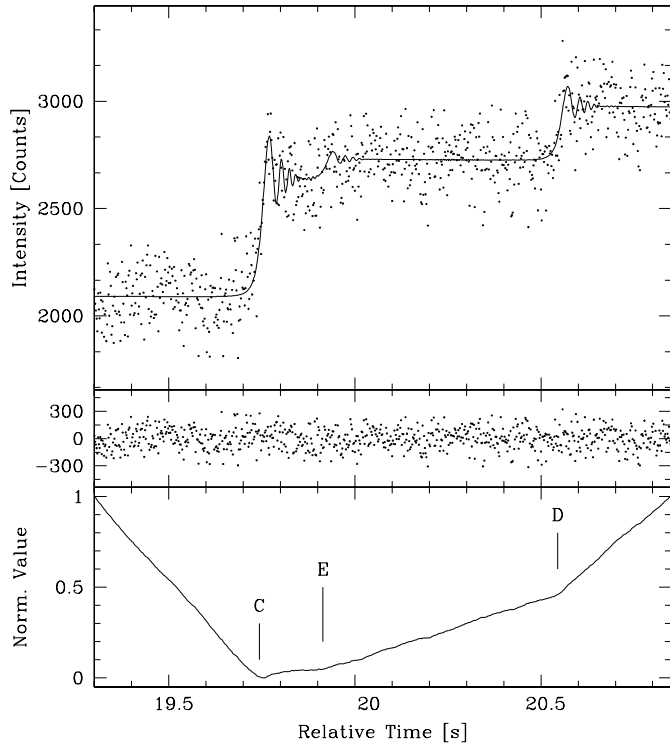 3000
2500
2000
Intensity [Counts]
300
0
−300
1
0.5
0
Norm. Value
C
E
D
19.5
20
20.5
Relative Time [s]